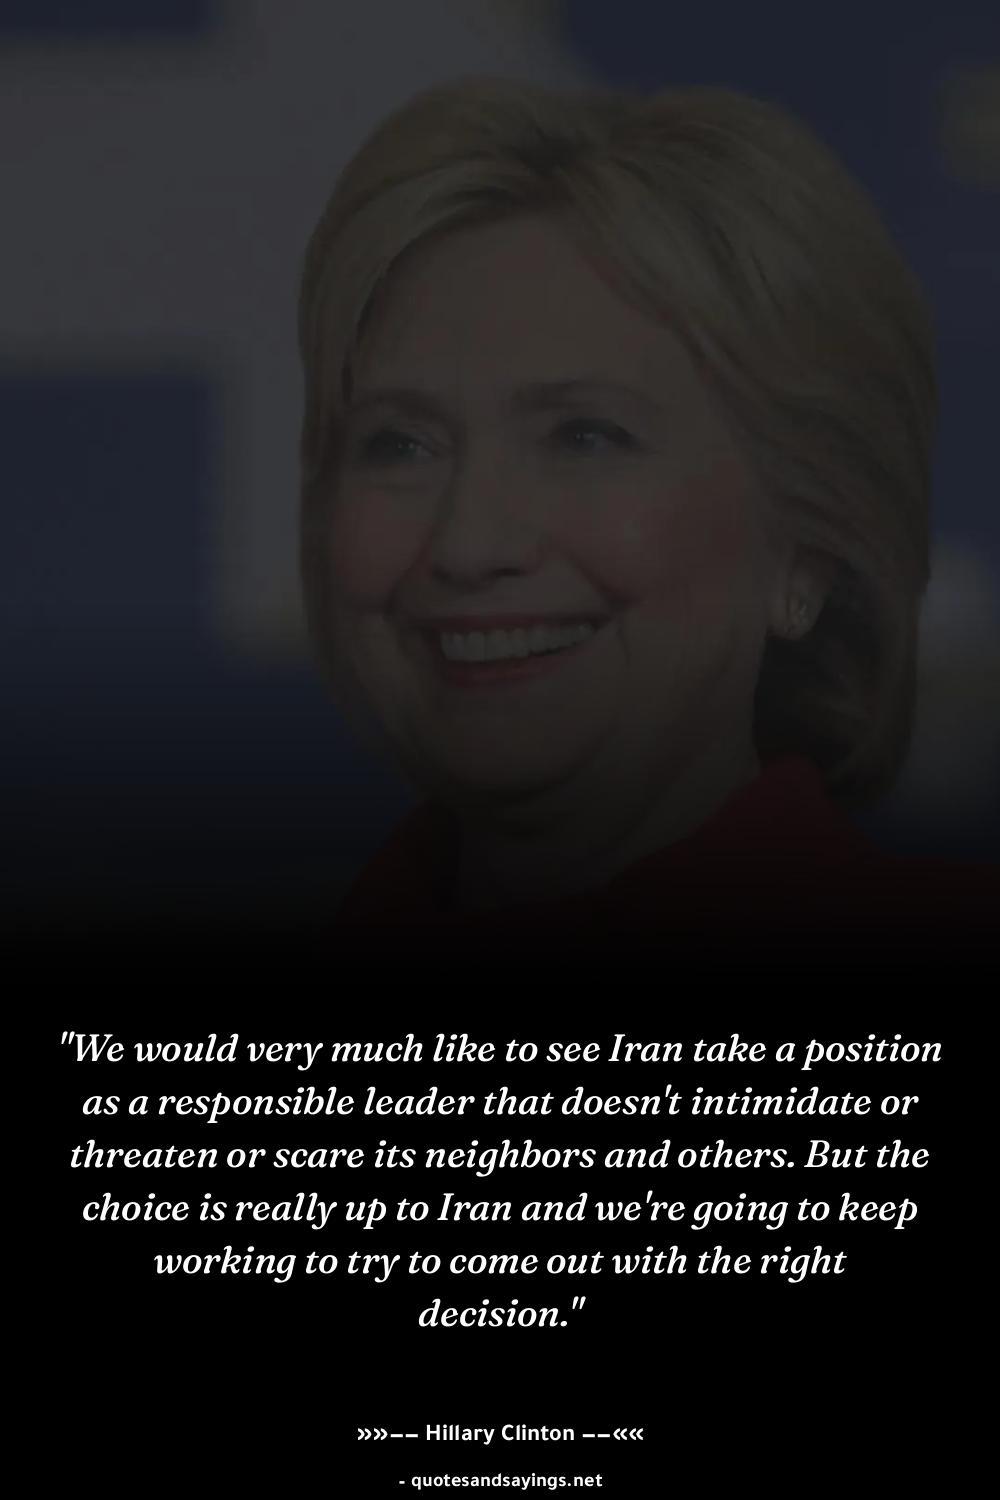 "We would very much like to see Iran take a position
as a responsible leader that doesn't intimidate or
threaten or scare its neighbors and others. But the
choice is really up to Iran and we're going to keep
working to try to come out with the right
decision."
»»–– Hillary Clinton ––««
- quotesandsayings.net